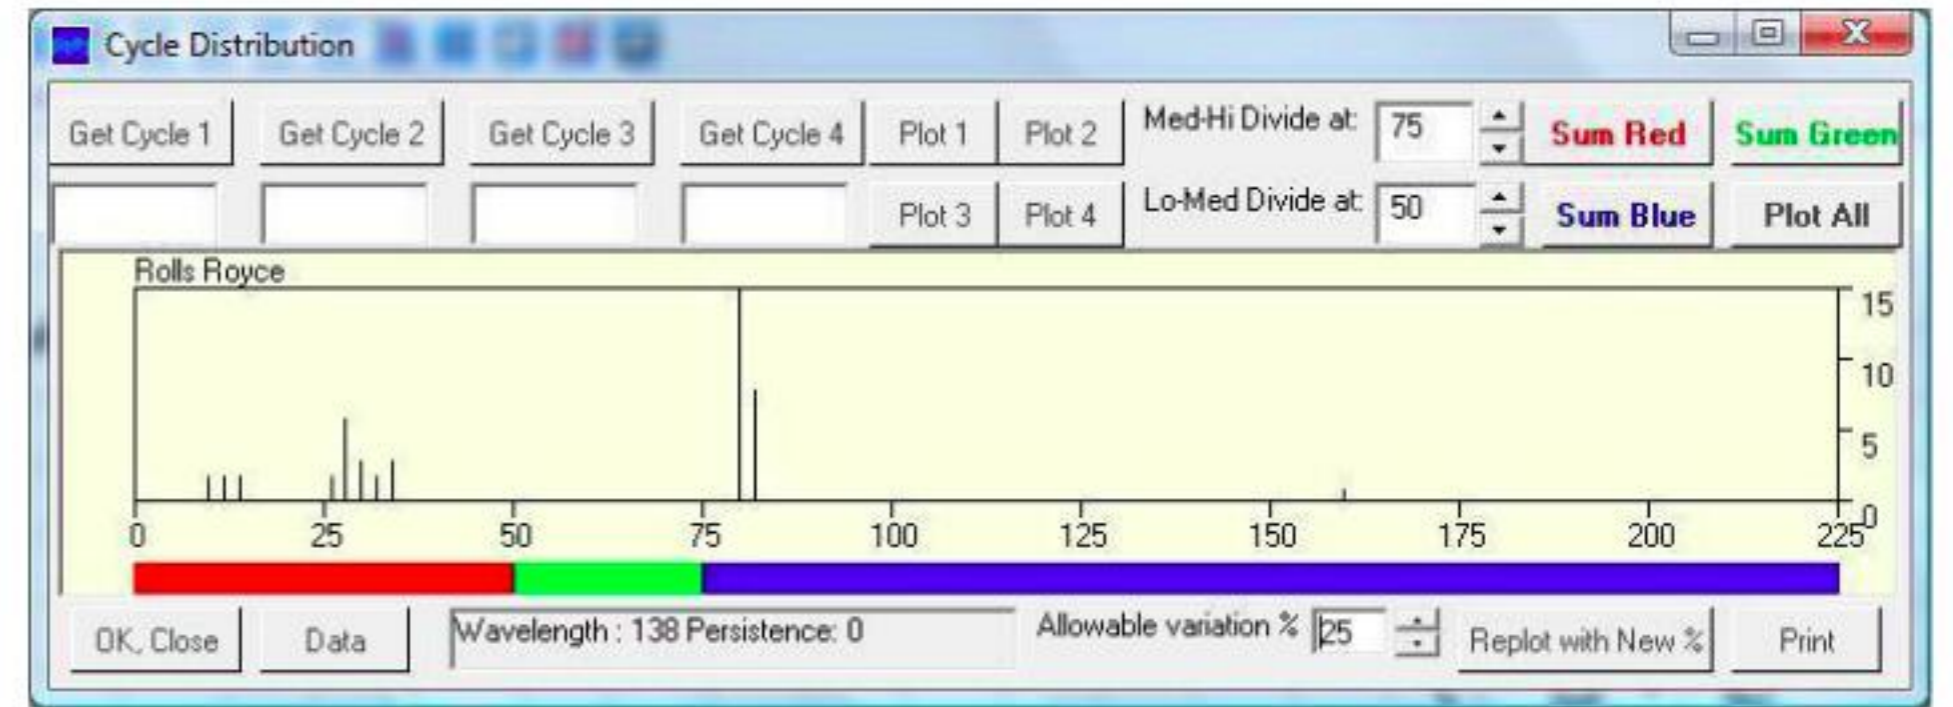 Cycle Distribution
Get Cycle 1 Get Cycle 2 Get Cycle 3 Get Cycle 4 Plot 1 Plot 2 Med-Hi Divide at: 75 Sum Red Sum Green
Plot 3 Plot 4 Lo-Med Divide at: 50 Sum Blue Plot All
Rolls Royce
15
10
5
0
0 25 50 75 100 125 150 175 200 225
OK, Close Data Wavelength : 138 Persistence: 0 Allowable variation % 25 Replot with New % Print